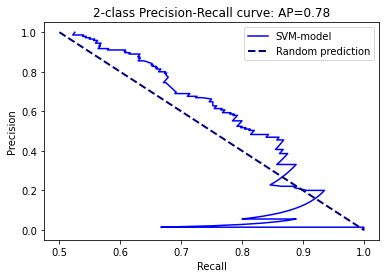 2-class Precision-Recall curve: AP=0.78
SVM-model
Random prediction
Precision
1.0
0.8
0.6
0.4
0.2
0.0
0.5 0.6 0.7 0.8 0.9 1.0
Recall